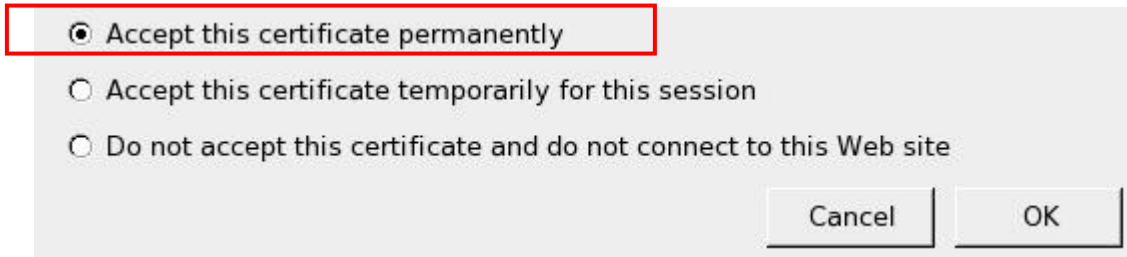 Accept this certificate permanently
Accept this certificate temporarily for this session
Do not accept this certificate and do not connect to this Web site
Cancel OK